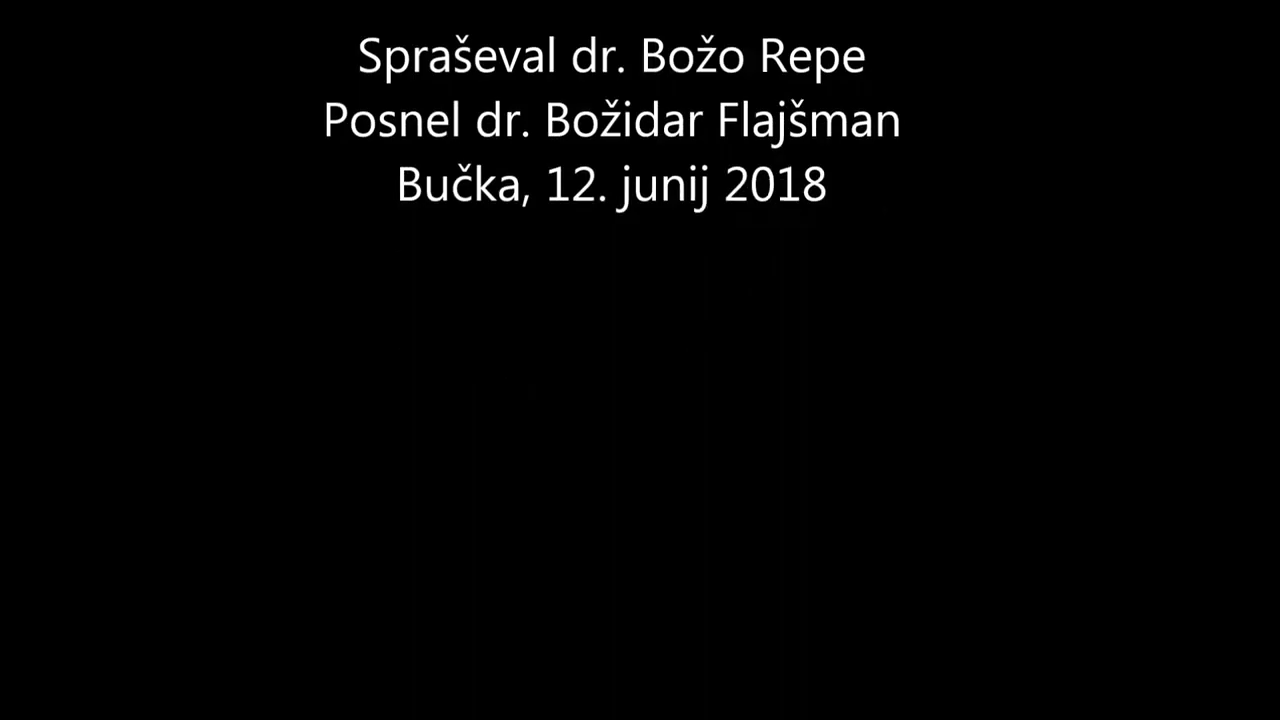 Spraševal dr. Božo Repe
Posnel dr. Božidar Flajšman
Bučka, 12. junij 2018